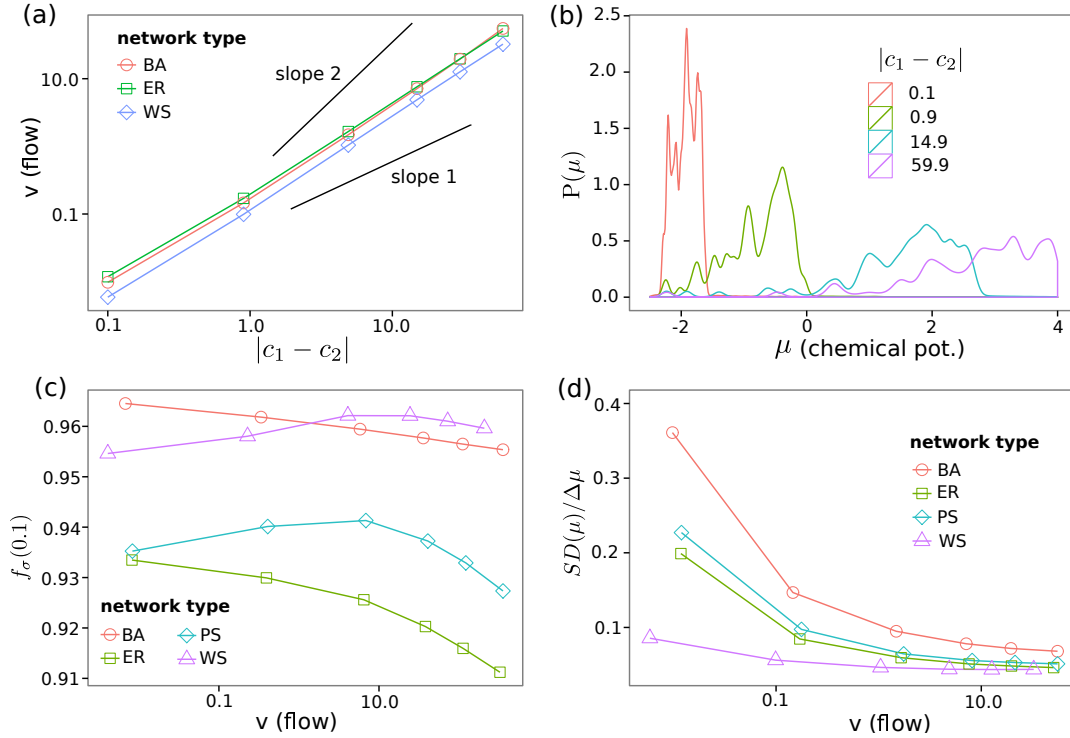 (a)
network type
BA
ER
WS
slope 2
slope 1
v (flow)
10.0
0.1
0.1
1.0
10.0
|c₁ − c₂|
(b)
P(μ)
2.5
2.0
1.5
1.0
0.5
0.0
|c₁ − c₂|
0.1
0.9
14.9
59.9
-2
0
2
4
μ (chemical pot.)
(c)
f_σ(0.1)
0.96
0.95
0.94
0.93
0.92
0.91
network type
BA
PS
ER
WS
0.1
10.0
v (flow)
(d)
SD(μ)/Δμ
0.4
0.3
0.2
0.1
network type
BA
ER
PS
WS
0.1
10.0
v (flow)